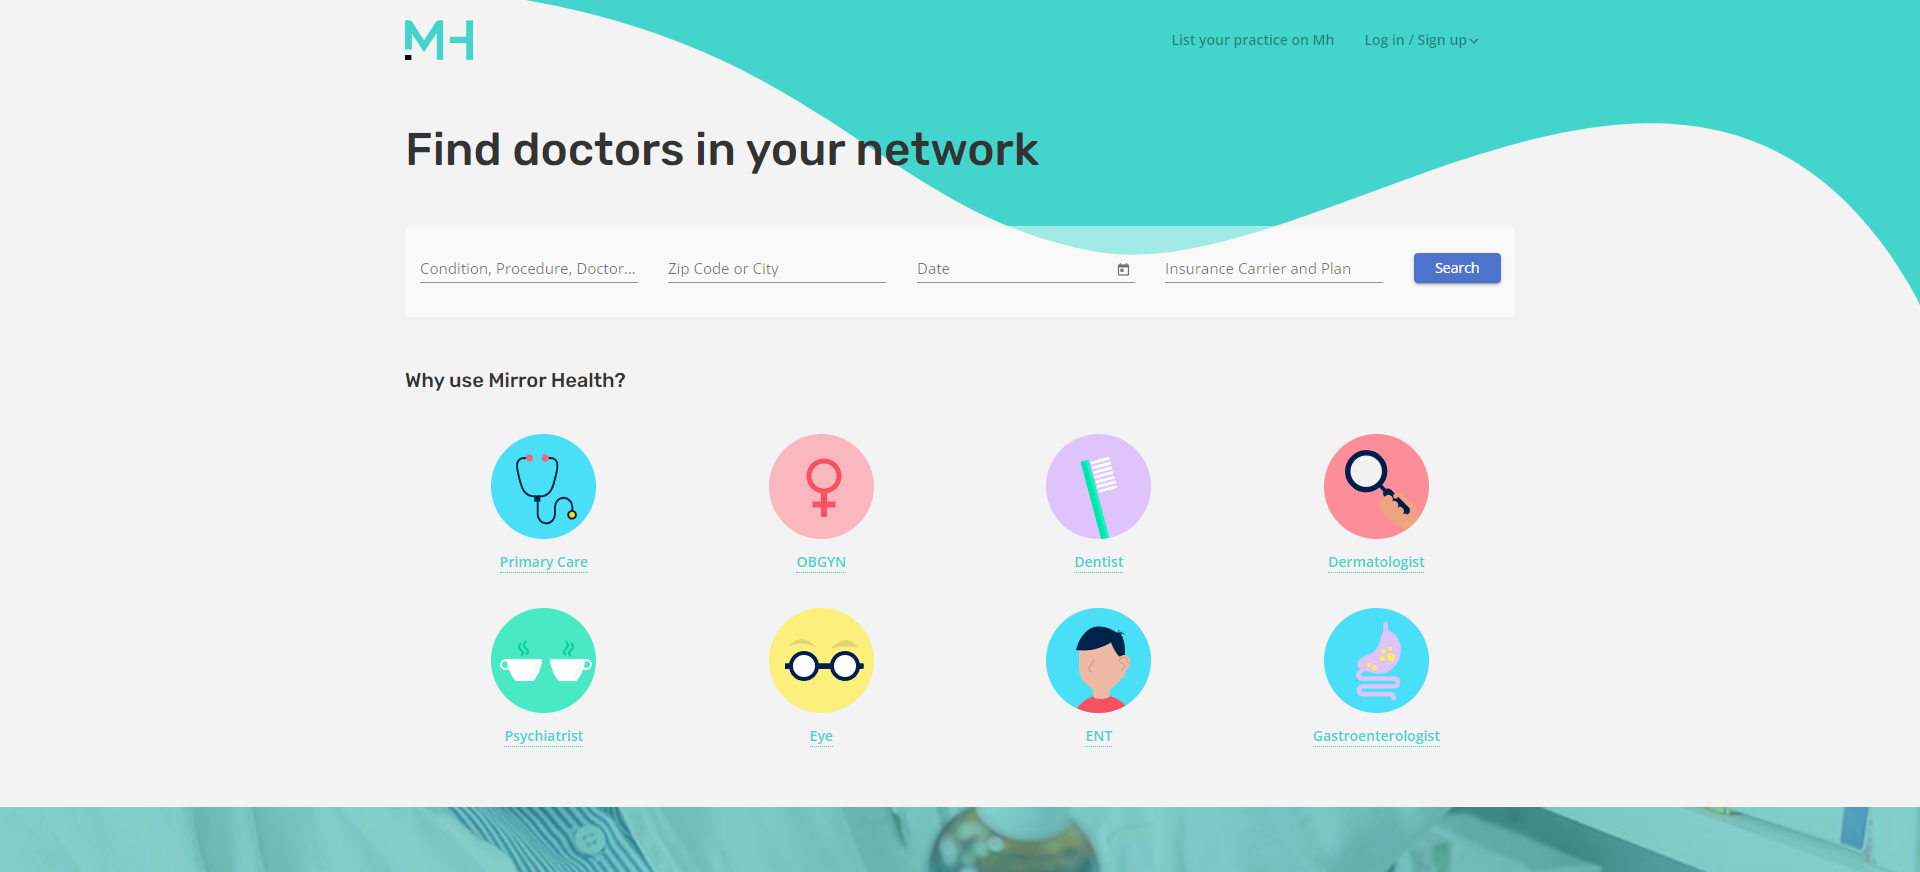 MH
List your practice on Mh
Log in / Sign up
Find doctors in your network
Condition, Procedure, Doctor...
Zip Code or City
Date
Insurance Carrier and Plan
Search
Why use Mirror Health?
Primary Care
OBGYN
Dentist
Dermatologist
Psychiatrist
Eye
ENT
Gastroenterologist